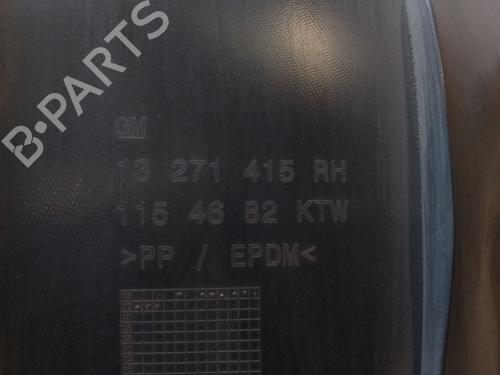 B-PARTS
GM
13 271 415 RH
115 46 82 KTW
>PP / EPDM<